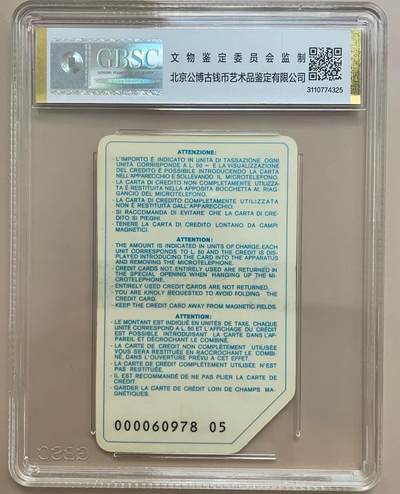 GBSC
文物鉴定委员会监制
北京公博古钱币艺术品鉴定有限公司
3110774325
ATTENZIONE:
- L'IMPORTO È INDICATO IN UNITÀ DI TASSAZIONE, OGNI
UNITÀ CORRISPONDE A L. 50 - E LA VISUALIZZAZIONE
DEL CREDITO È POSSIBILE INTRODUCENDO LA CARTA
NELL'APPARECCHIO E SOLLEVANDO IL MICROTELEFONO.
- LA CARTA DI CREDITO NON COMPLETAMENTE UTILIZZA-
TA È RESTITUITA NELLA APPOSITA BOCCHETTA AL RIAG-
GANCIO DEL MICROTELEFONO.
- LA CARTA DI CREDITO COMPLETAMENTE UTILIZZATA
NON È RESTITUITA DALL'APPARECCHIO.
- SI RACCOMANDA DI EVITARE CHE LA CARTA DI CRE-
DITO SI PIEGHI.
- TENERE LA CARTA DI CREDITO LONTANO DA CAMPI
MAGNETICI.
ATTENTION:
- THE AMOUNT IS INDICATED IN UNITS OF CHARGE, EACH
UNIT CORRESPONDS TO L. 50 AND THE CREDIT IS DIS-
PLAYED INTRODUCING THE CARD INTO THE APPARATUS
AND REMOVING THE MICROTELEPHONE.
- CREDIT CARDS NOT ENTIRELY USED ARE RETURNED IN
THE SPECIAL OPENING WHEN HANGING UP THE MI-
CROTELEPHONE.
- ENTIRELY USED CREDIT CARDS ARE NOT RETURNED.
- YOU ARE KINDLY REQUESTED TO AVOID FOLDING THE
CREDIT CARD.
- KEEP THE CREDIT CARD AWAY FROM MAGNETIC FIELDS.
ATTENTION:
- LE MONTANT EST INDIQUÉ EN UNITÉS DE TAXE, CHAQUE
UNITÉ CORRESPOND À L. 50 ET L'AFFICHAGE DU CRÉDIT
EST POSSIBLE INTRODUISANT LA CARTE DANS L'AP-
PAREIL ET DÉCROCHANT LE COMBINÉ.
- LA CARTE DE CRÉDIT NON COMPLÈTEMENT UTILISÉE
VOUS SERA RESTITUÉE EN RACCROCHANT LE COMBI-
NÉ, DANS L'OUVERTURE PRÉVU À CET EFFET.
- LA CARTE DE CRÉDIT COMPLÈTEMENT UTILISÉE N'EST
PAS RESTITUÉE.
- IL EST RECOMMANDÉ DE NE PAS PLIER LA CARTE DE
CRÉDIT.
- GARDER LA CARTE DE CRÉDIT LOIN DE CHAMPS MA-
GNÉTIQUES.
000060978 05
GBSC